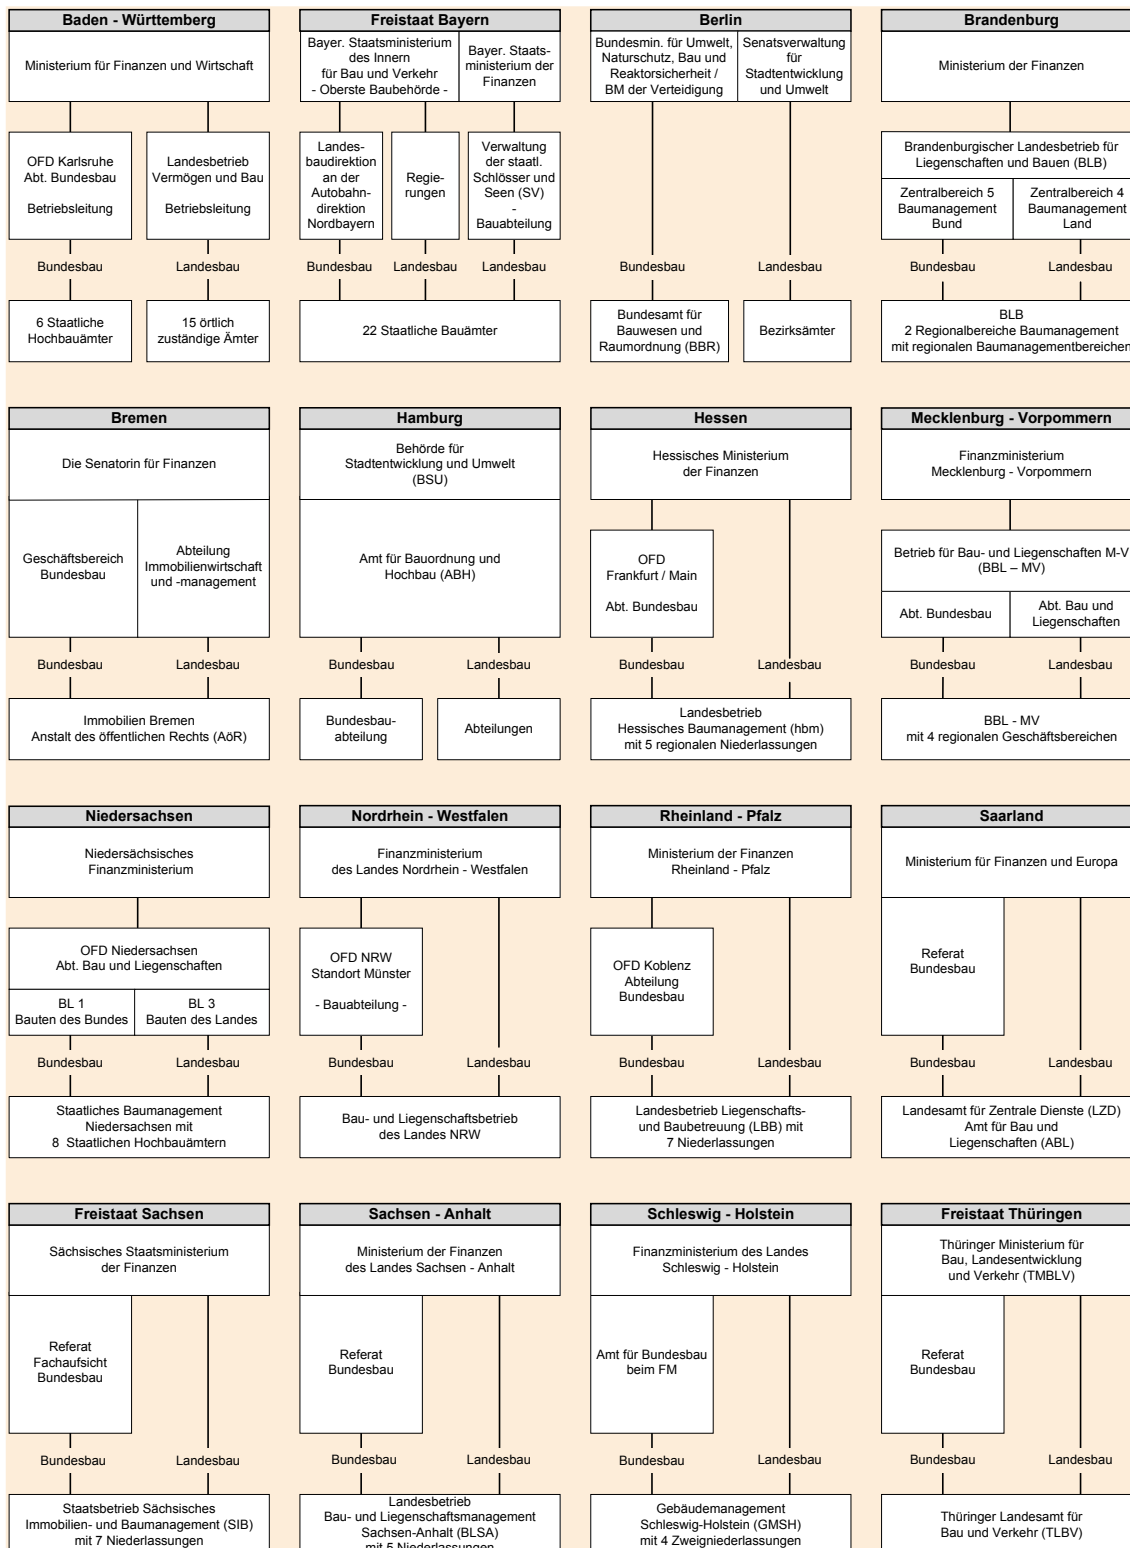 Baden - Württemberg
Ministerium für Finanzen und Wirtschaft
OFD Karlsruhe
Abt. Bundesbau
Betriebsleitung
Landesbetrieb
Vermögen und Bau
Betriebsleitung
Bundesbau
Landesbau
6 Staatliche
Hochbauämter
15 örtlich
zuständige Ämter
Freistaat Bayern
Bayer. Staatsministerium
des Innern
für Bau und Verkehr
- Oberste Baubehörde -
Bayer. Staats-
ministerium der
Finanzen
Landes-
baudirektion
an der
Autobahn-
direktion
Nordbayern
Regie-
rungen
Verwaltung
der staatl.
Schlösser und
Seen (SV)
-
Bauabteilung
Bundesbau
Landesbau
Landesbau
22 Staatliche Bauämter
Berlin
Bundesmin. für Umwelt,
Naturschutz, Bau und
Reaktorsicherheit /
BM der Verteidigung
Senatsverwaltung
für
Stadtentwicklung
und Umwelt
Bundesbau
Landesbau
Bundesamt für
Bauwesen und
Raumordnung (BBR)
Bezirksämter
Brandenburg
Ministerium der Finanzen
Brandenburgischer Landesbetrieb für
Liegenschaften und Bauen (BLB)
Zentralbereich 5
Baumanagement
Bund
Zentralbereich 4
Baumanagement
Land
Bundesbau
Landesbau
BLB
2 Regionalbereiche Baumanagement
mit regionalen Baumanagementbereichen
Bremen
Die Senatorin für Finanzen
Geschäftsbereich
Bundesbau
Abteilung
Immobilienwirtschaft
und -management
Bundesbau
Landesbau
Immobilien Bremen
Anstalt des öffentlichen Rechts (AöR)
Hamburg
Behörde für
Stadtentwicklung und Umwelt
(BSU)
Amt für Bauordnung und
Hochbau (ABH)
Bundesbau
Landesbau
Bundesbau-
abteilung
Abteilungen
Hessen
Hessisches Ministerium
der Finanzen
OFD
Frankfurt / Main
Abt. Bundesbau
Bundesbau
Landesbau
Landesbetrieb
Hessisches Baumanagement (hbm)
mit 5 regionalen Niederlassungen
Mecklenburg - Vorpommern
Finanzministerium
Mecklenburg - Vorpommern
Betrieb für Bau- und Liegenschaften M-V
(BBL – MV)
Abt. Bundesbau
Abt. Bau und
Liegenschaften
Bundesbau
Landesbau
BBL - MV
mit 4 regionalen Geschäftsbereichen
Niedersachsen
Niedersächsisches
Finanzministerium
OFD Niedersachsen
Abt. Bau und Liegenschaften
BL 1
Bauten des Bundes
BL 3
Bauten des Landes
Bundesbau
Landesbau
Staatliches Baumanagement
Niedersachsen mit
8 Staatlichen Hochbauämtern
Nordrhein - Westfalen
Finanzministerium
des Landes Nordrhein - Westfalen
OFD NRW
Standort Münster
- Bauabteilung -
Bundesbau
Landesbau
Bau- und Liegenschaftsbetrieb
des Landes NRW
Rheinland - Pfalz
Ministerium der Finanzen
Rheinland - Pfalz
OFD Koblenz
Abteilung
Bundesbau
Bundesbau
Landesbau
Landesbetrieb Liegenschafts-
und Baubetreuung (LBB) mit
7 Niederlassungen
Saarland
Ministerium für Finanzen und Europa
Referat
Bundesbau
Bundesbau
Landesbau
Landesamt für Zentrale Dienste (LZD)
Amt für Bau und
Liegenschaften (ABL)
Freistaat Sachsen
Sächsisches Staatsministerium
der Finanzen
Referat
Fachaufsicht
Bundesbau
Bundesbau
Landesbau
Staatsbetrieb Sächsisches
Immobilien- und Baumanagement (SIB)
mit 7 Niederlassungen
Sachsen - Anhalt
Ministerium der Finanzen
des Landes Sachsen - Anhalt
Referat
Bundesbau
Bundesbau
Landesbau
Landesbetrieb
Bau- und Liegenschaftsmanagement
Sachsen-Anhalt (BLSA)
mit 5 Niederlassungen
Schleswig - Holstein
Finanzministerium des Landes
Schleswig - Holstein
Amt für Bundesbau
beim FM
Bundesbau
Landesbau
Gebäudemanagement
Schleswig-Holstein (GMSH)
mit 4 Zweigniederlassungen
Freistaat Thüringen
Thüringer Ministerium für
Bau, Landesentwicklung
und Verkehr (TMBLV)
Referat
Bundesbau
Bundesbau
Landesbau
Thüringer Landesamt für
Bau und Verkehr (TLBV)